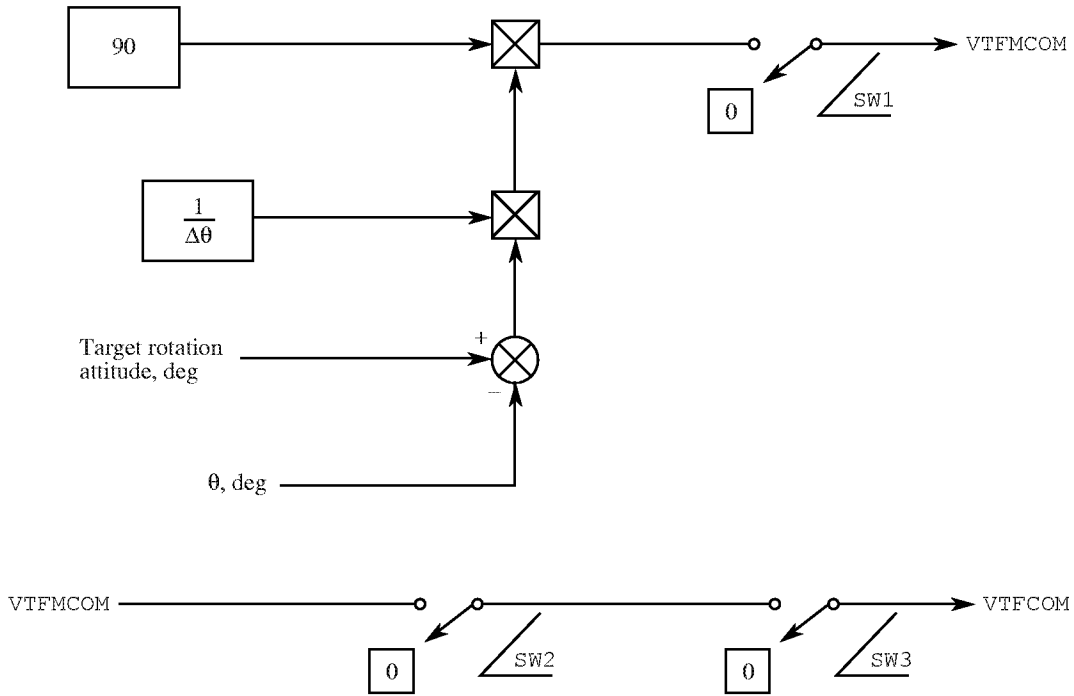 90
VTFMCOM
0
SW1
1
Δθ
+
Target rotation
attitude, deg
−
θ, deg
VTFMCOM
VTFCOM
0
SW2
0
SW3